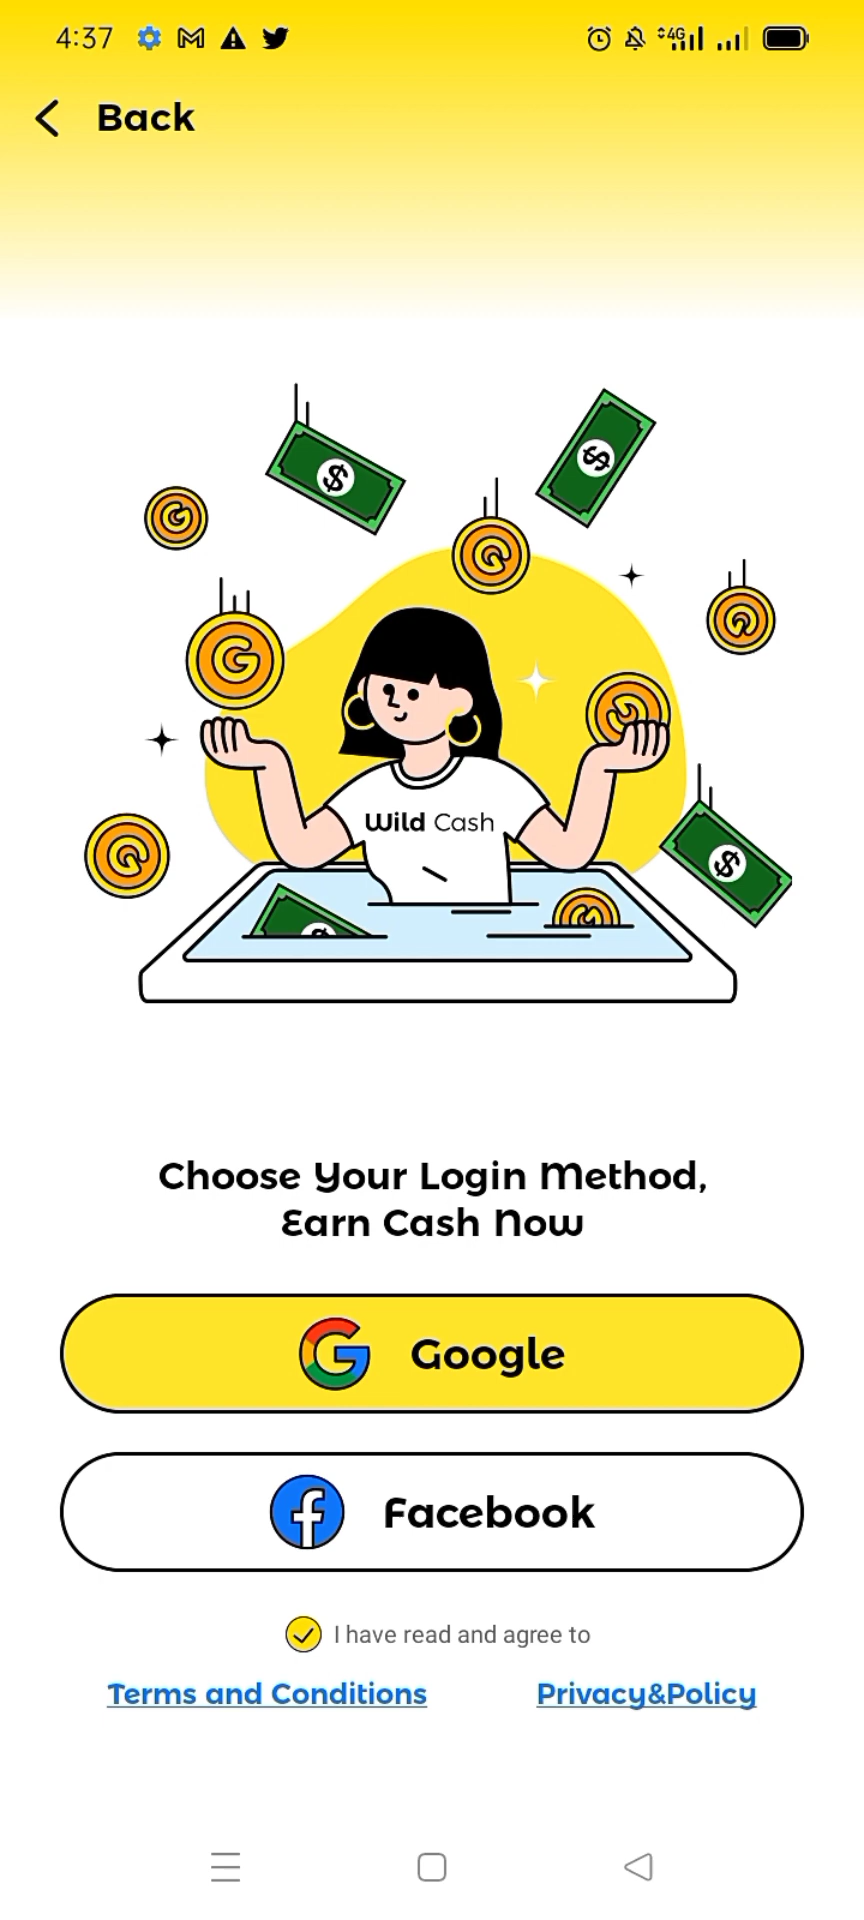 4:37
4G
Back
Wild Cash
Choose Your Login Method,
Earn Cash Now
Google
Facebook
I have read and agree to
Terms and Conditions Privacy&Policy